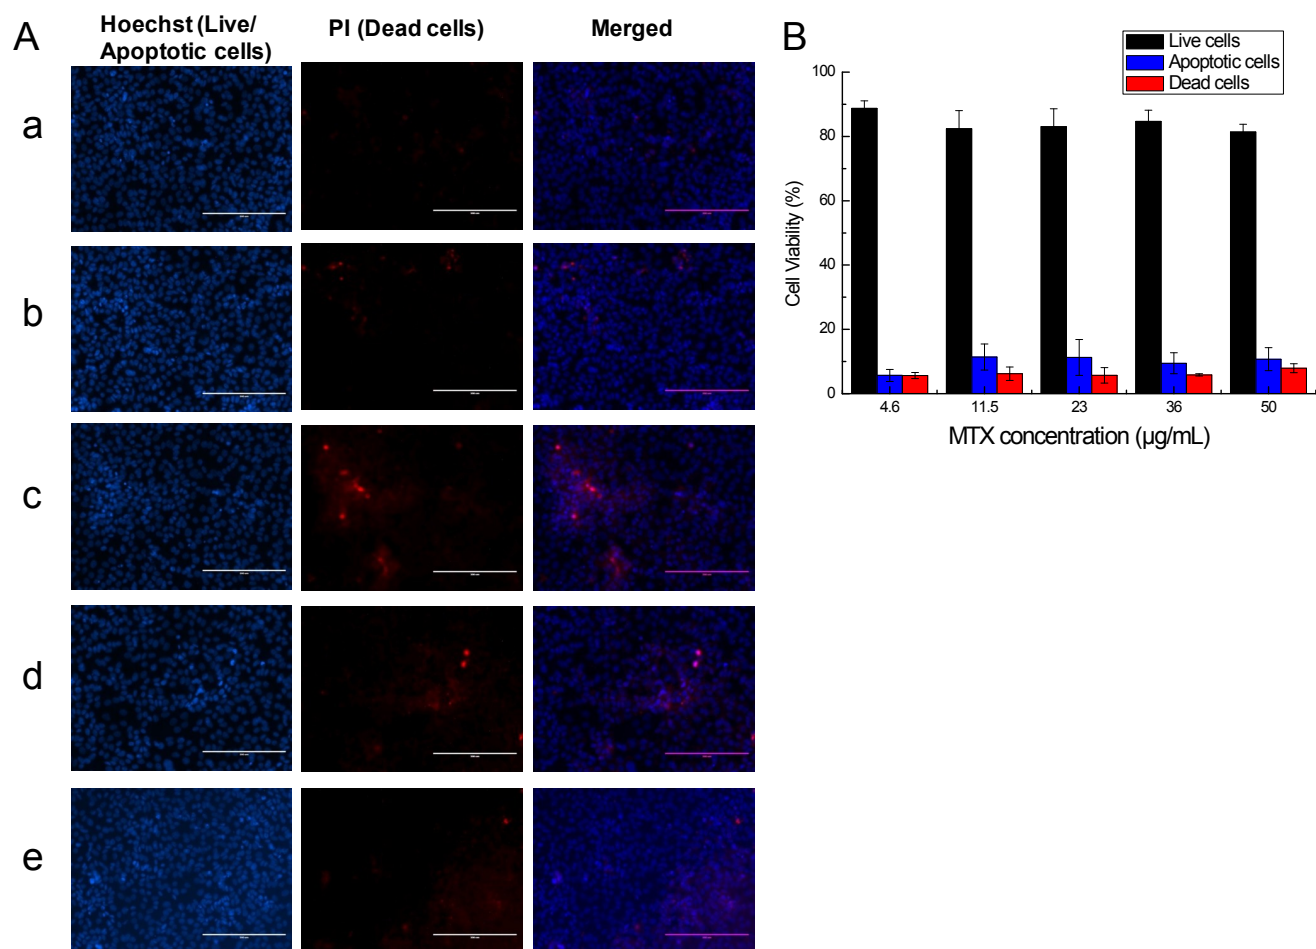 A
Hoechst (Live/
Apoptotic cells)
PI (Dead cells)
Merged
a
b
c
d
e
B
Live cells
Apoptotic cells
Dead cells
100
80
60
40
20
0
Cell Viability (%)
4.6 11.5 23 36 50
MTX concentration (µg/mL)